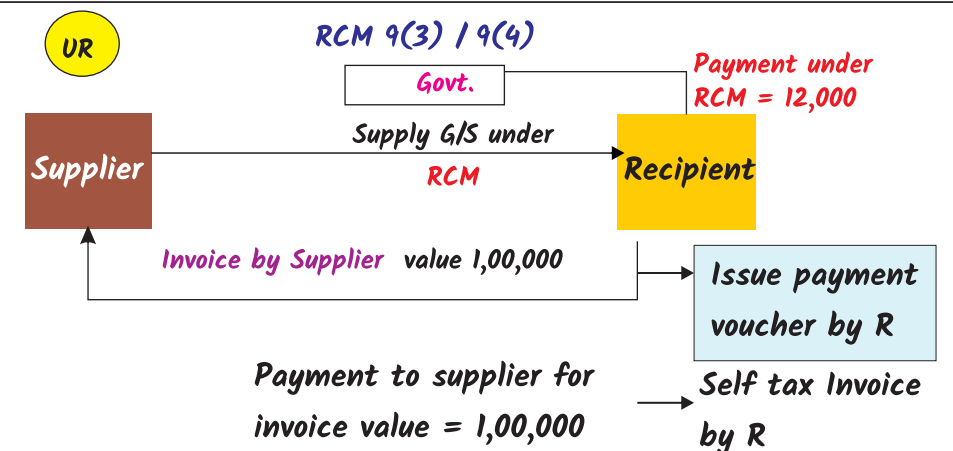 UR
RCM 9(3) / 9(4)
Govt.
Payment under
RCM = 12,000
Supplier
Supply G/S under
RCM
Recipient
Invoice by Supplier value 1,00,000
Issue payment
voucher by R
Payment to supplier for
invoice value = 1,00,000
Self tax Invoice
by R